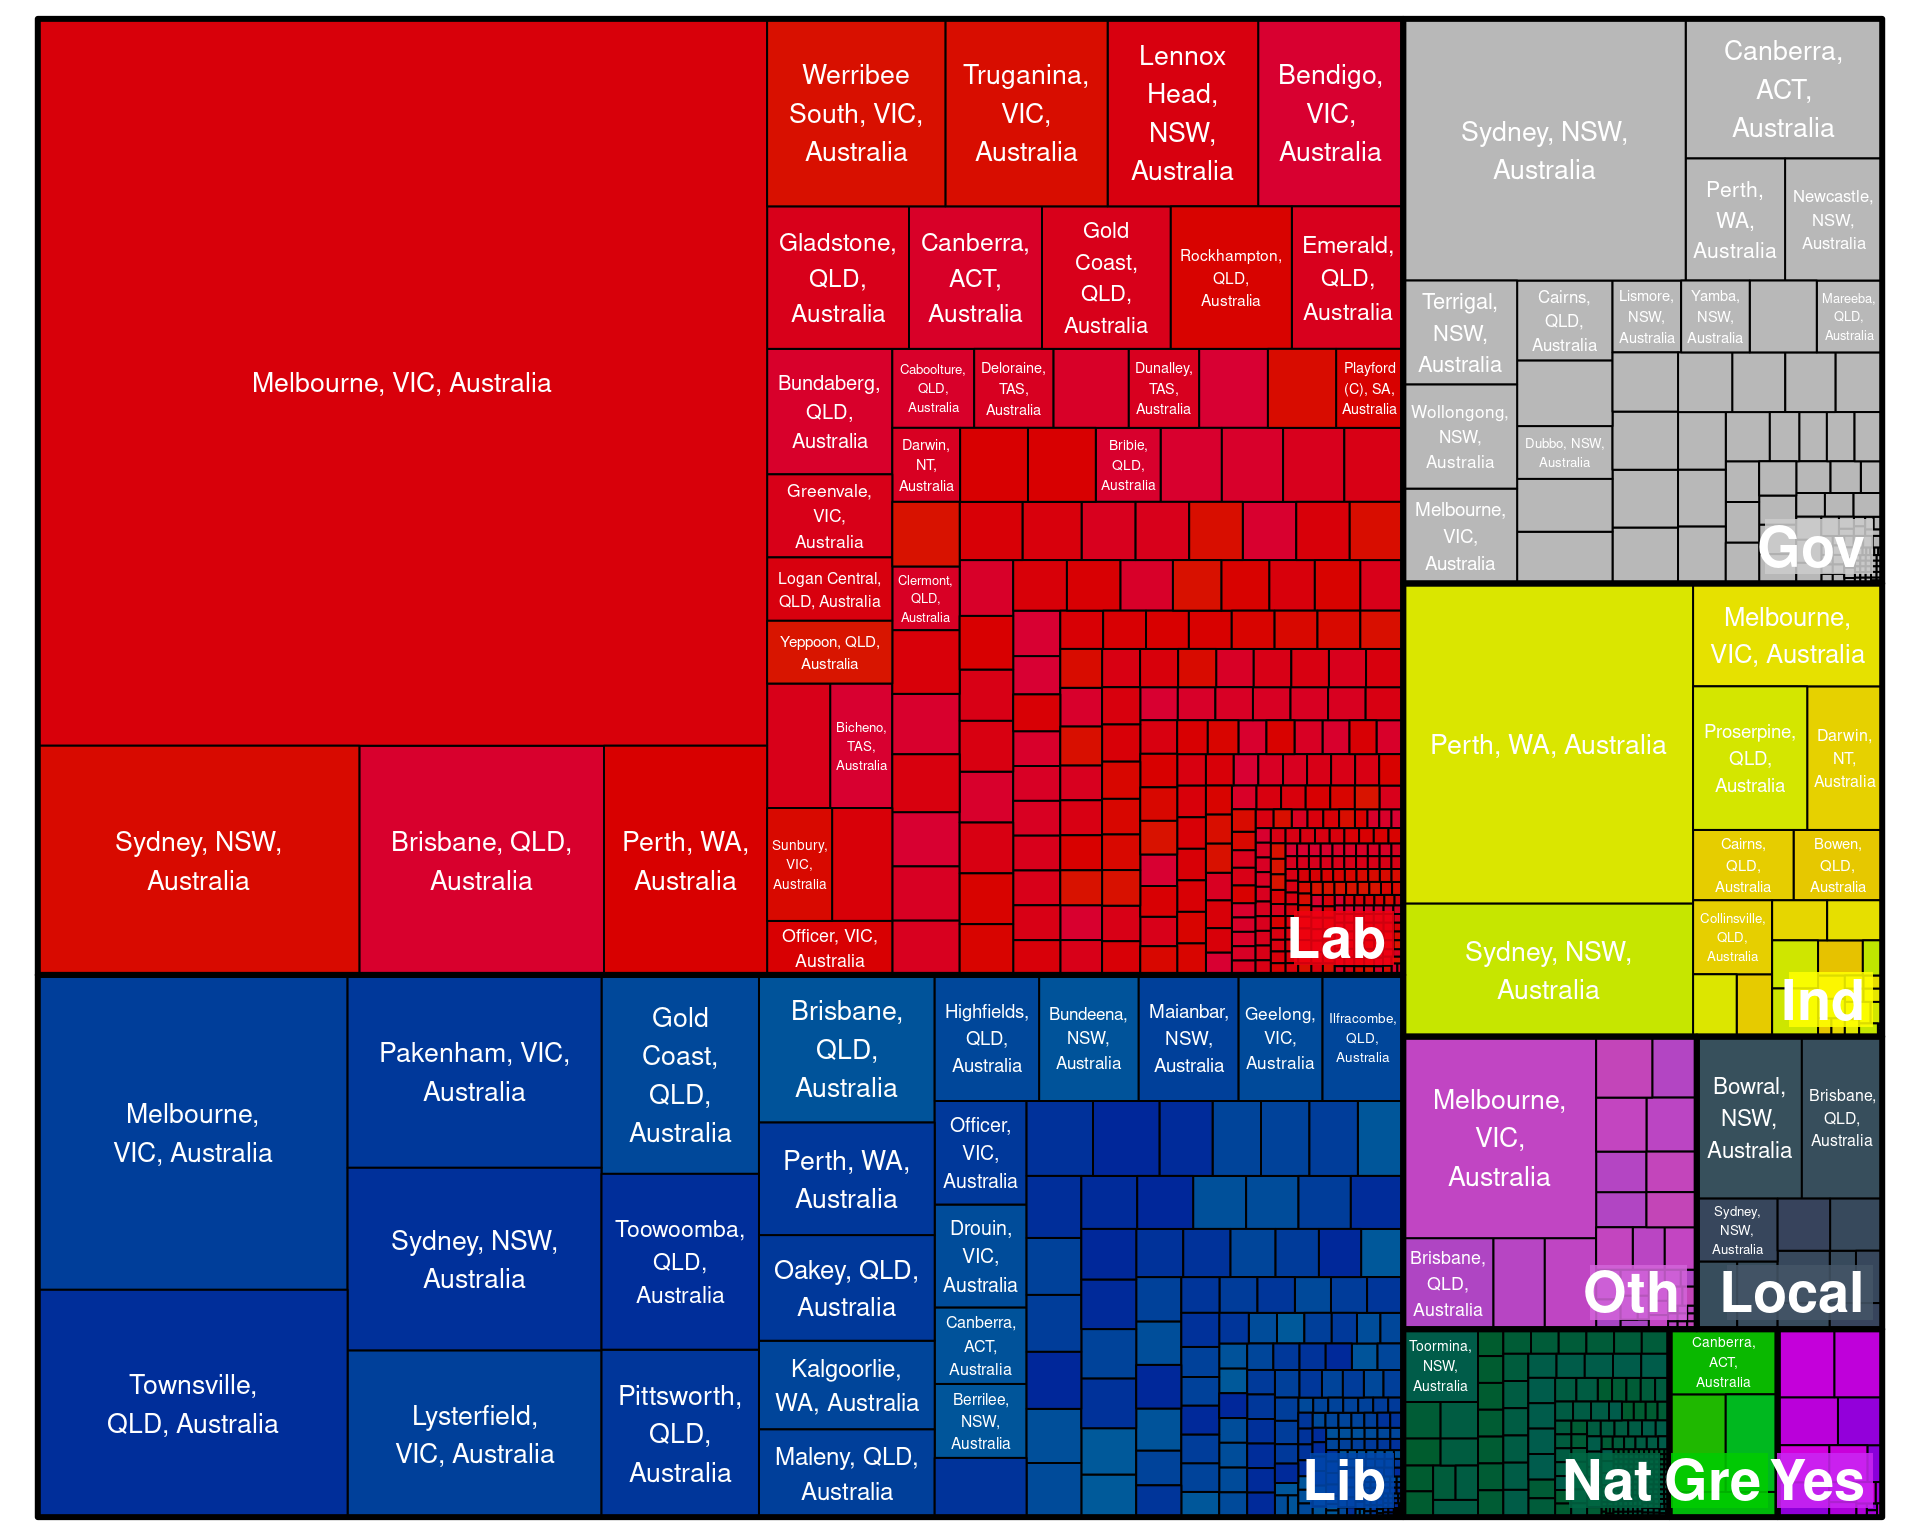 Melbourne, VIC, Australia
Sydney, NSW,
Australia
Brisbane, QLD,
Australia
Perth, WA,
Australia
Werribee
South, VIC,
Australia
Truganina,
VIC,
Australia
Lennox
Head,
NSW,
Australia
Bendigo,
VIC,
Australia
Gladstone,
QLD,
Australia
Canberra,
ACT,
Australia
Gold
Coast,
QLD,
Australia
Rockhampton,
QLD,
Australia
Emerald,
QLD,
Australia
Bundaberg,
QLD,
Australia
Caboolture,
QLD,
Australia
Deloraine,
TAS,
Australia
Dunalley,
TAS,
Australia
Playford
(C), SA,
Australia
Darwin,
NT,
Australia
Bribie,
QLD,
Australia
Greenvale,
VIC,
Australia
Logan Central,
QLD, Australia
Clermont,
QLD,
Australia
Yeppoon, QLD,
Australia
Bicheno,
TAS,
Australia
Sunbury,
VIC,
Australia
Officer, VIC,
Australia
Lab
Melbourne,
VIC, Australia
Townsville,
QLD, Australia
Pakenham, VIC,
Australia
Sydney, NSW,
Australia
Lysterfield,
VIC, Australia
Gold
Coast,
QLD,
Australia
Toowoomba,
QLD,
Australia
Pittsworth,
QLD,
Australia
Brisbane,
QLD,
Australia
Perth, WA,
Australia
Oakey, QLD,
Australia
Kalgoorlie,
WA, Australia
Maleny, QLD,
Australia
Highfields,
QLD,
Australia
Bundeena,
NSW,
Australia
Maianbar,
NSW,
Australia
Geelong,
VIC,
Australia
Ilfracombe,
QLD,
Australia
Officer,
VIC,
Australia
Drouin,
VIC,
Australia
Canberra,
ACT,
Australia
Berrilee,
NSW,
Australia
Lib
Sydney, NSW,
Australia
Canberra,
ACT,
Australia
Perth,
WA,
Australia
Newcastle,
NSW,
Australia
Terrigal,
NSW,
Australia
Cairns,
QLD,
Australia
Lismore,
NSW,
Australia
Yamba,
NSW,
Australia
Mareeba,
QLD,
Australia
Wollongong,
NSW,
Australia
Dubbo, NSW,
Australia
Melbourne,
VIC,
Australia
Gov
Perth, WA, Australia
Sydney, NSW,
Australia
Melbourne,
VIC, Australia
Proserpine,
QLD,
Australia
Darwin,
NT,
Australia
Cairns,
QLD,
Australia
Bowen,
QLD,
Australia
Collinsville,
QLD,
Australia
Ind
Melbourne,
VIC,
Australia
Brisbane,
QLD,
Australia
Oth
Bowral,
NSW,
Australia
Brisbane,
QLD,
Australia
Sydney,
NSW,
Australia
Local
Toormina,
NSW,
Australia
Nat
Canberra,
ACT,
Australia
Gre
Yes